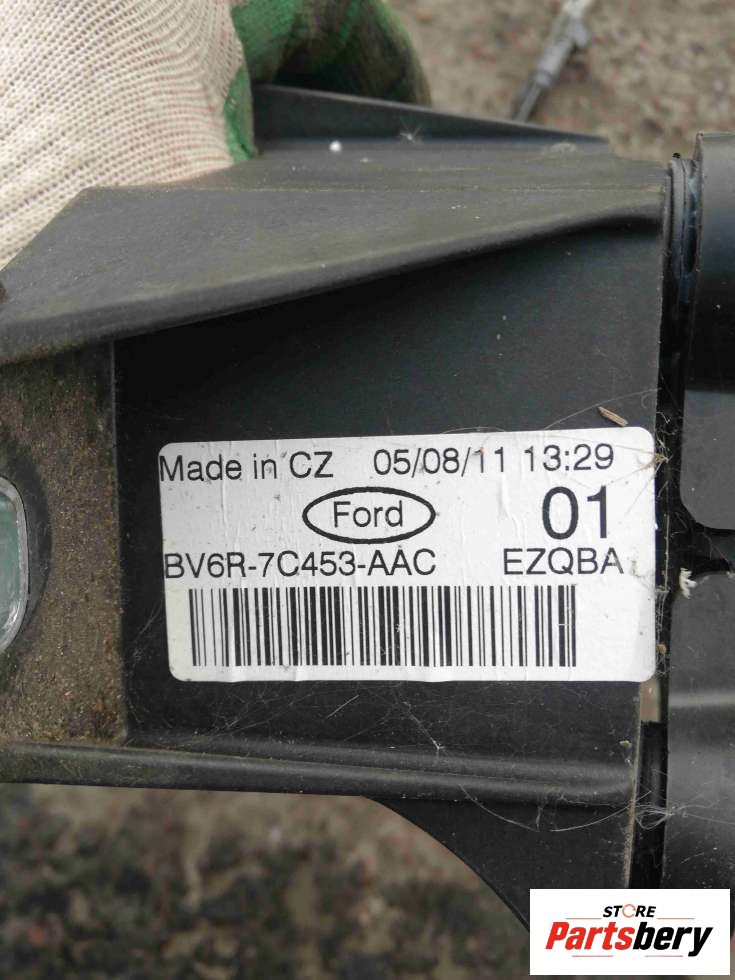 Made in CZ 05/08/11 13:29
Ford 01
BV6R-7C453-AAC EZQBA
STORE
Partsbery